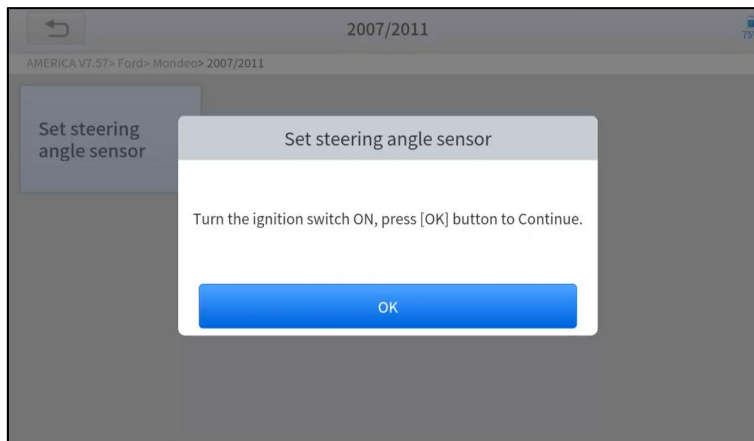 2007/2011
AMERICA V7.57> Ford> Mondeo> 2007/2011
Set steering
angle sensor
Set steering angle sensor
Turn the ignition switch ON, press [OK] button to Continue.
OK